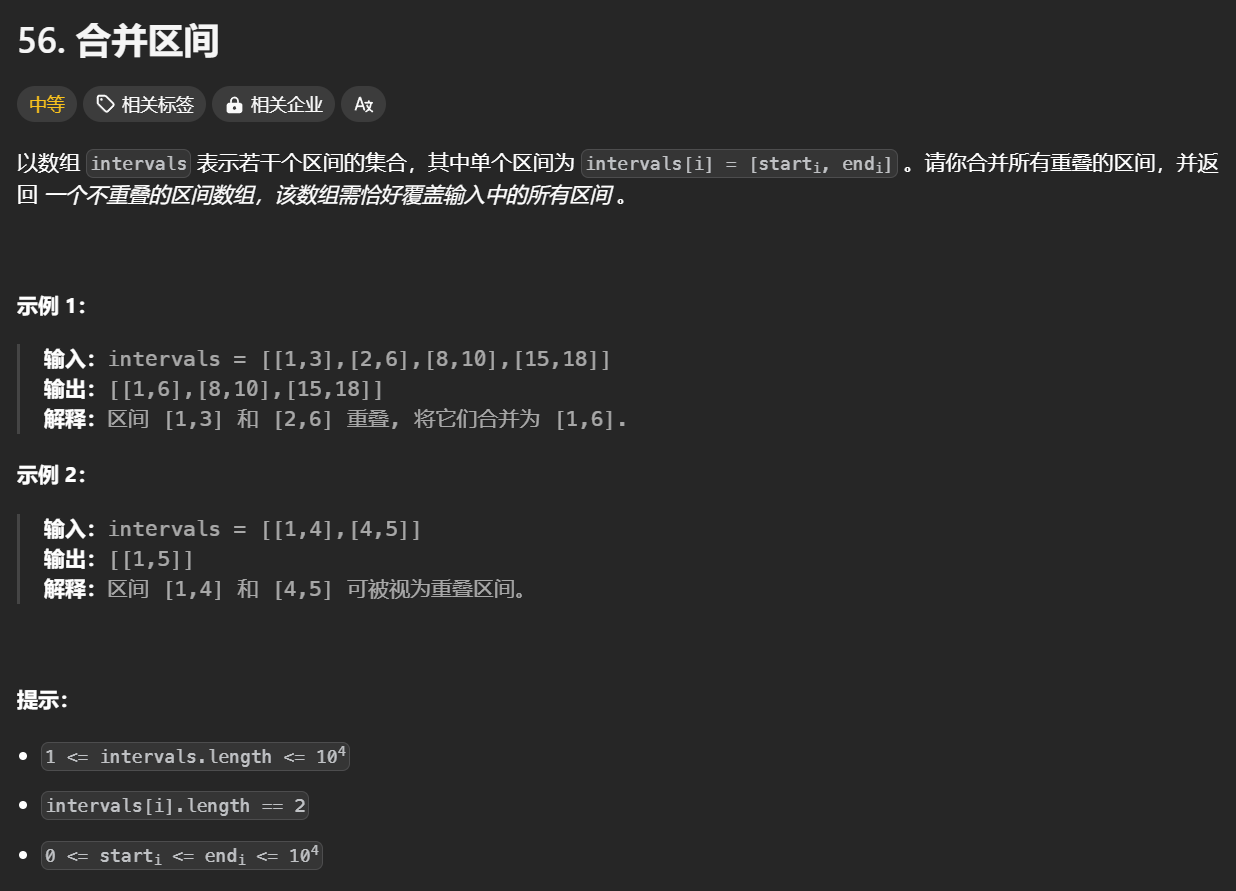 56. 合并区间
中等 相关标签 相关企业 Ax
以数组 intervals 表示若干个区间的集合，其中单个区间为 intervals[i] = [starti, endi] 。请你合并所有重叠的区间，并返
回 一个不重叠的区间数组，该数组需恰好覆盖输入中的所有区间 。
示例 1：
输入：intervals = [[1,3],[2,6],[8,10],[15,18]]
输出：[[1,6],[8,10],[15,18]]
解释：区间 [1,3] 和 [2,6] 重叠, 将它们合并为 [1,6].
示例 2：
输入：intervals = [[1,4],[4,5]]
输出：[[1,5]]
解释：区间 [1,4] 和 [4,5] 可被视为重叠区间。
提示：
1 <= intervals.length <= 10⁴
intervals[i].length == 2
0 <= starti <= endi <= 10⁴